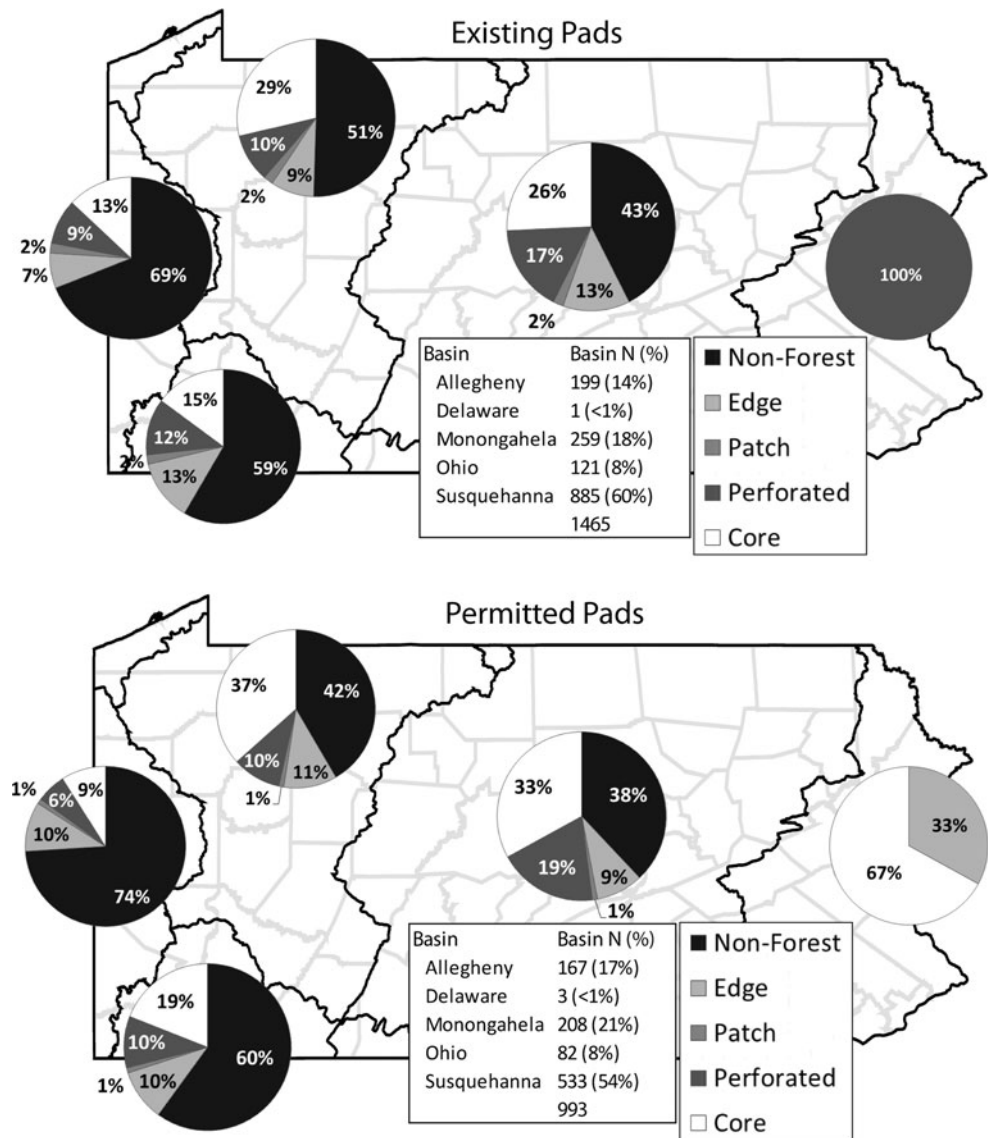 Existing Pads
29%
51%
10%
2%
9%
13%
9%
2%
7%
69%
26%
43%
17%
13%
2%
100%
15%
12%
2%
13%
59%
Basin Basin N (%)
Allegheny 199 (14%)
Delaware 1 (<1%)
Monongahela 259 (18%)
Ohio 121 (8%)
Susquehanna 885 (60%)
1465
Non-Forest
Edge
Patch
Perforated
Core
Permitted Pads
37%
42%
10%
11%
1%
1%
6%
9%
10%
74%
33%
38%
19%
9%
1%
33%
67%
19%
10%
60%
1%
10%
Basin Basin N (%)
Allegheny 167 (17%)
Delaware 3 (<1%)
Monongahela 208 (21%)
Ohio 82 (8%)
Susquehanna 533 (54%)
993
Non-Forest
Edge
Patch
Perforated
Core